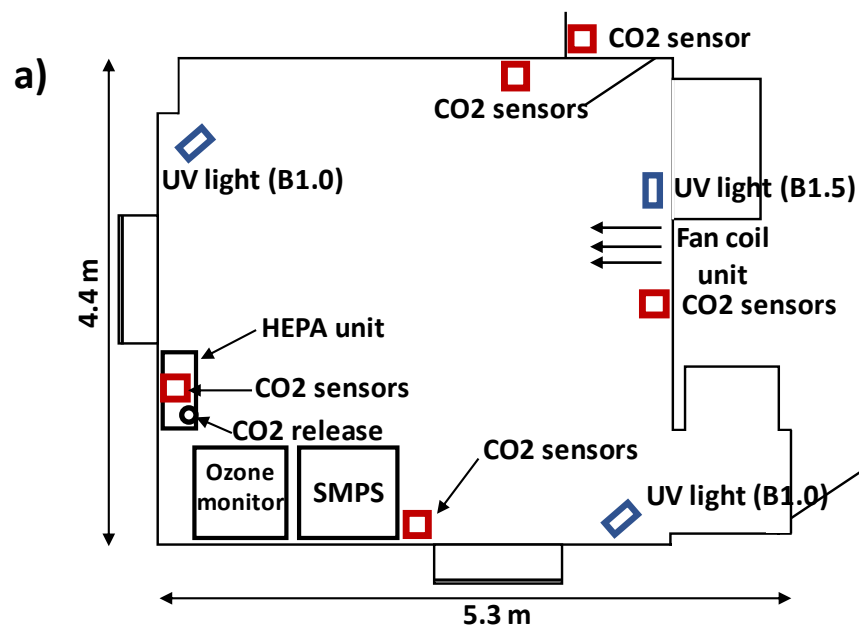 a)
CO2 sensor
CO2 sensors
UV light (B1.0)
UV light (B1.5)
Fan coil
unit
CO2 sensors
4.4 m
HEPA unit
CO2 sensors
CO2 release
CO2 sensors
Ozone
monitor
SMPS
UV light (B1.0)
5.3 m